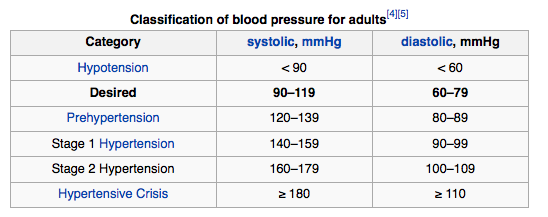 Classification of blood pressure for adults[4][5]
Category systolic, mmHg diastolic, mmHg
Hypotension < 90 < 60
Desired 90–119 60–79
Prehypertension 120–139 80–89
Stage 1 Hypertension 140–159 90–99
Stage 2 Hypertension 160–179 100–109
Hypertensive Crisis ≥ 180 ≥ 110